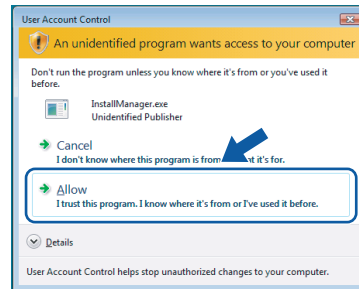 User Account Control
An unidentified program wants access to your computer
Don't run the program unless you know where it's from or you've used it
before.
InstallManager.exe
Unidentified Publisher
Cancel
I don't know where this program is from it's for.
Allow
I trust this program. I know where it's from or I've used it before.
Details
User Account Control helps stop unauthorized changes to your computer.